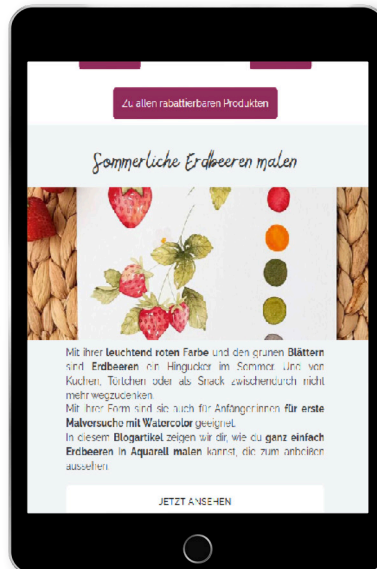 Zu allen rabattierbaren Produkten
Sommerliche Erdbeeren malen
Mit ihrer leuchtend roten Farbe und den grünen Blättern
sind Erdbeeren ein Hingucker im Sommer. Und von
Kuchen, Törtchen oder als Snack zwischendurch nicht
mehr wegzudenken.
Mit ihrer Form sind sie auch für Anfänger:innen für erste
Malversuche mit Watercolor geeignet.
In diesem Blogartikel zeigen wir dir, wie du ganz einfach
Erdbeeren in Aquarell malen kannst, die zum anbeißen
aussehen.
JETZT ANSEHEN